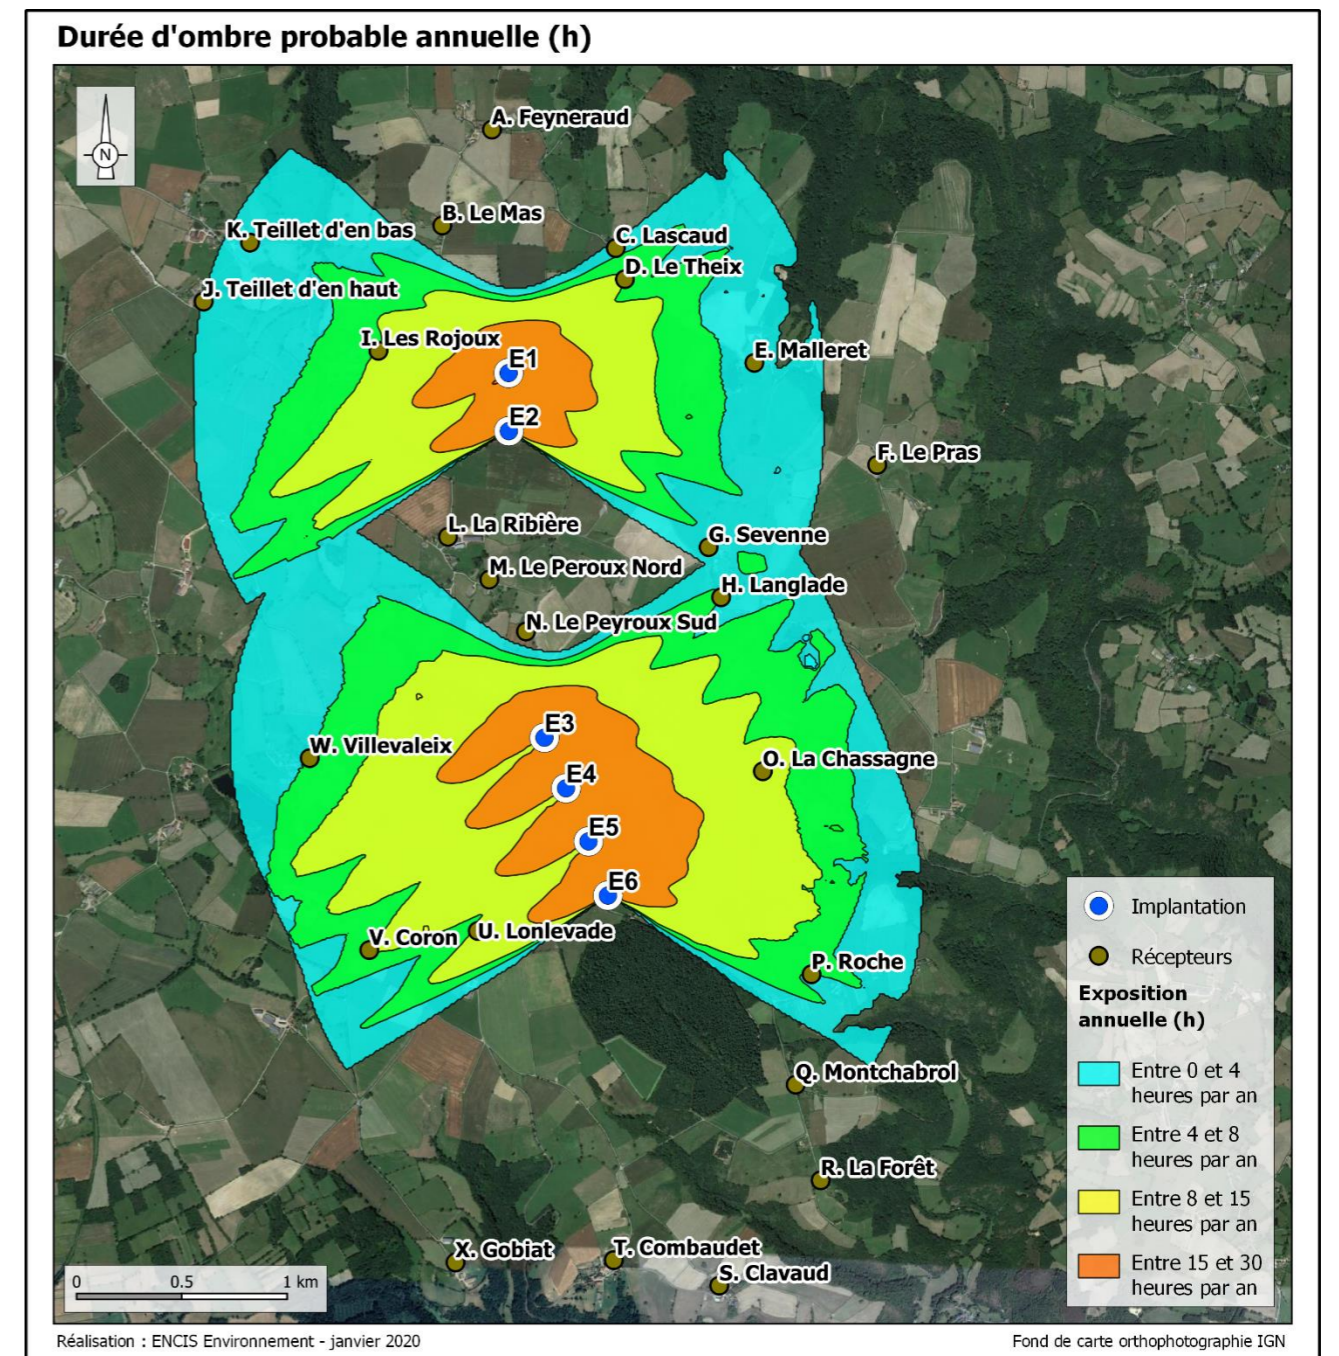 Durée d'ombre probable annuelle (h)
A. Feyneraud
N
B. Le Mas
K. Teillet d'en bas
C. Lascaud
D. Le Theix
J. Teillet d'en haut
I. Les Rojoux
E1
E. Malleret
E2
F. Le Pras
L. La Ribière
G. Sevenne
M. Le Peroux Nord
H. Langlade
N. Le Peyroux Sud
E3
W. Villevaleix
E4
O. La Chassagne
E5
E6
V. Coron
U. Lonlevade
P. Roche
Q. Montchabrol
R. La Forêt
X. Gobiat
T. Combaudet
S. Clavaud
Implantation
Récepteurs
Exposition
annuelle (h)
Entre 0 et 4
heures par an
Entre 4 et 8
heures par an
Entre 8 et 15
heures par an
Entre 15 et 30
heures par an
0 0.5 1 km
Réalisation : ENCIS Environnement - janvier 2020
Fond de carte orthophotographie IGN